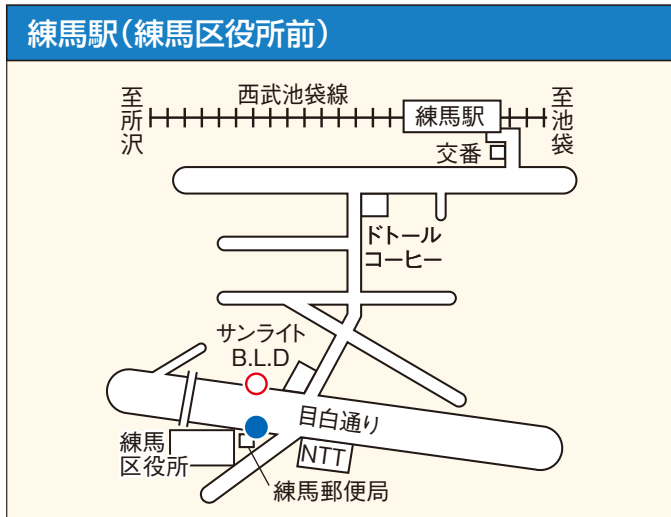 練馬駅（練馬区役所前）
至所沢
西武池袋線
練馬駅
至池袋
交番
ドトール
コーヒー
サンライト
B.L.D
目白通り
練馬
区役所
NTT
練馬郵便局